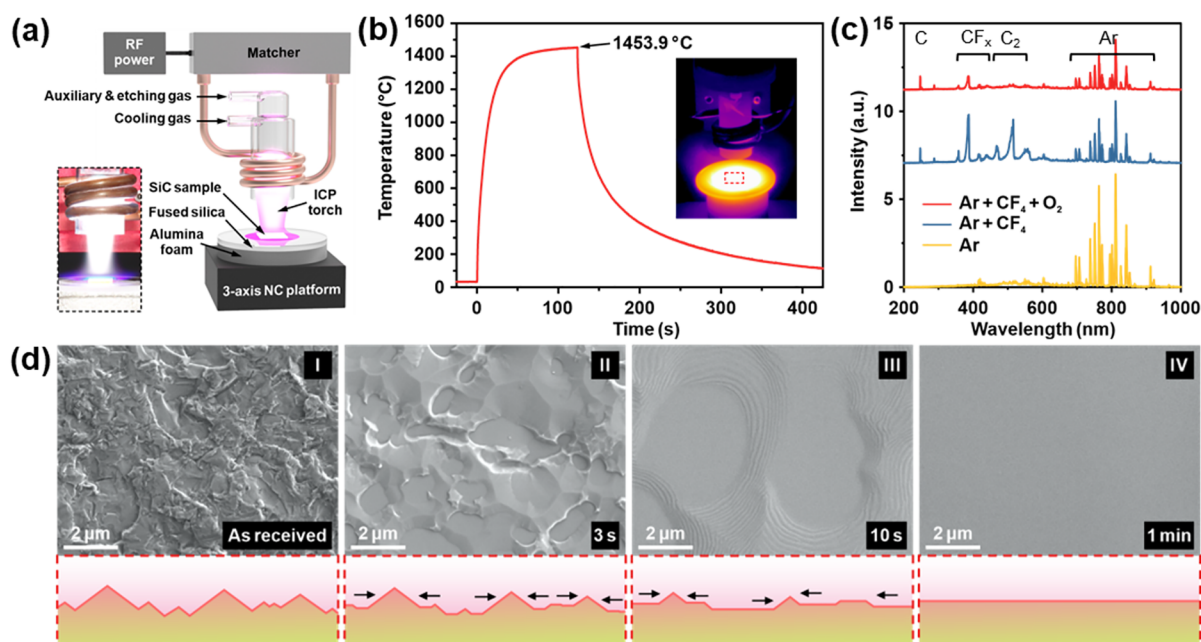 (a)
RF
power
Matcher
Auxiliary & etching gas
Cooling gas
SiC sample
Fused silica
Alumina
foam
ICP
torch
3-axis NC platform
(b)
Temperature (°C)
1600
1400
1200
1000
800
600
400
200
0
1453.9 °C
0 100 200 300 400
Time (s)
(c)
Intensity (a.u.)
15
10
5
0
C CFx C2 Ar
Ar + CF4 + O2
Ar + CF4
Ar
200 400 600 800 1000
Wavelength (nm)
(d)
I
2 μm
As received
II
2 μm
3 s
III
2 μm
10 s
IV
2 μm
1 min